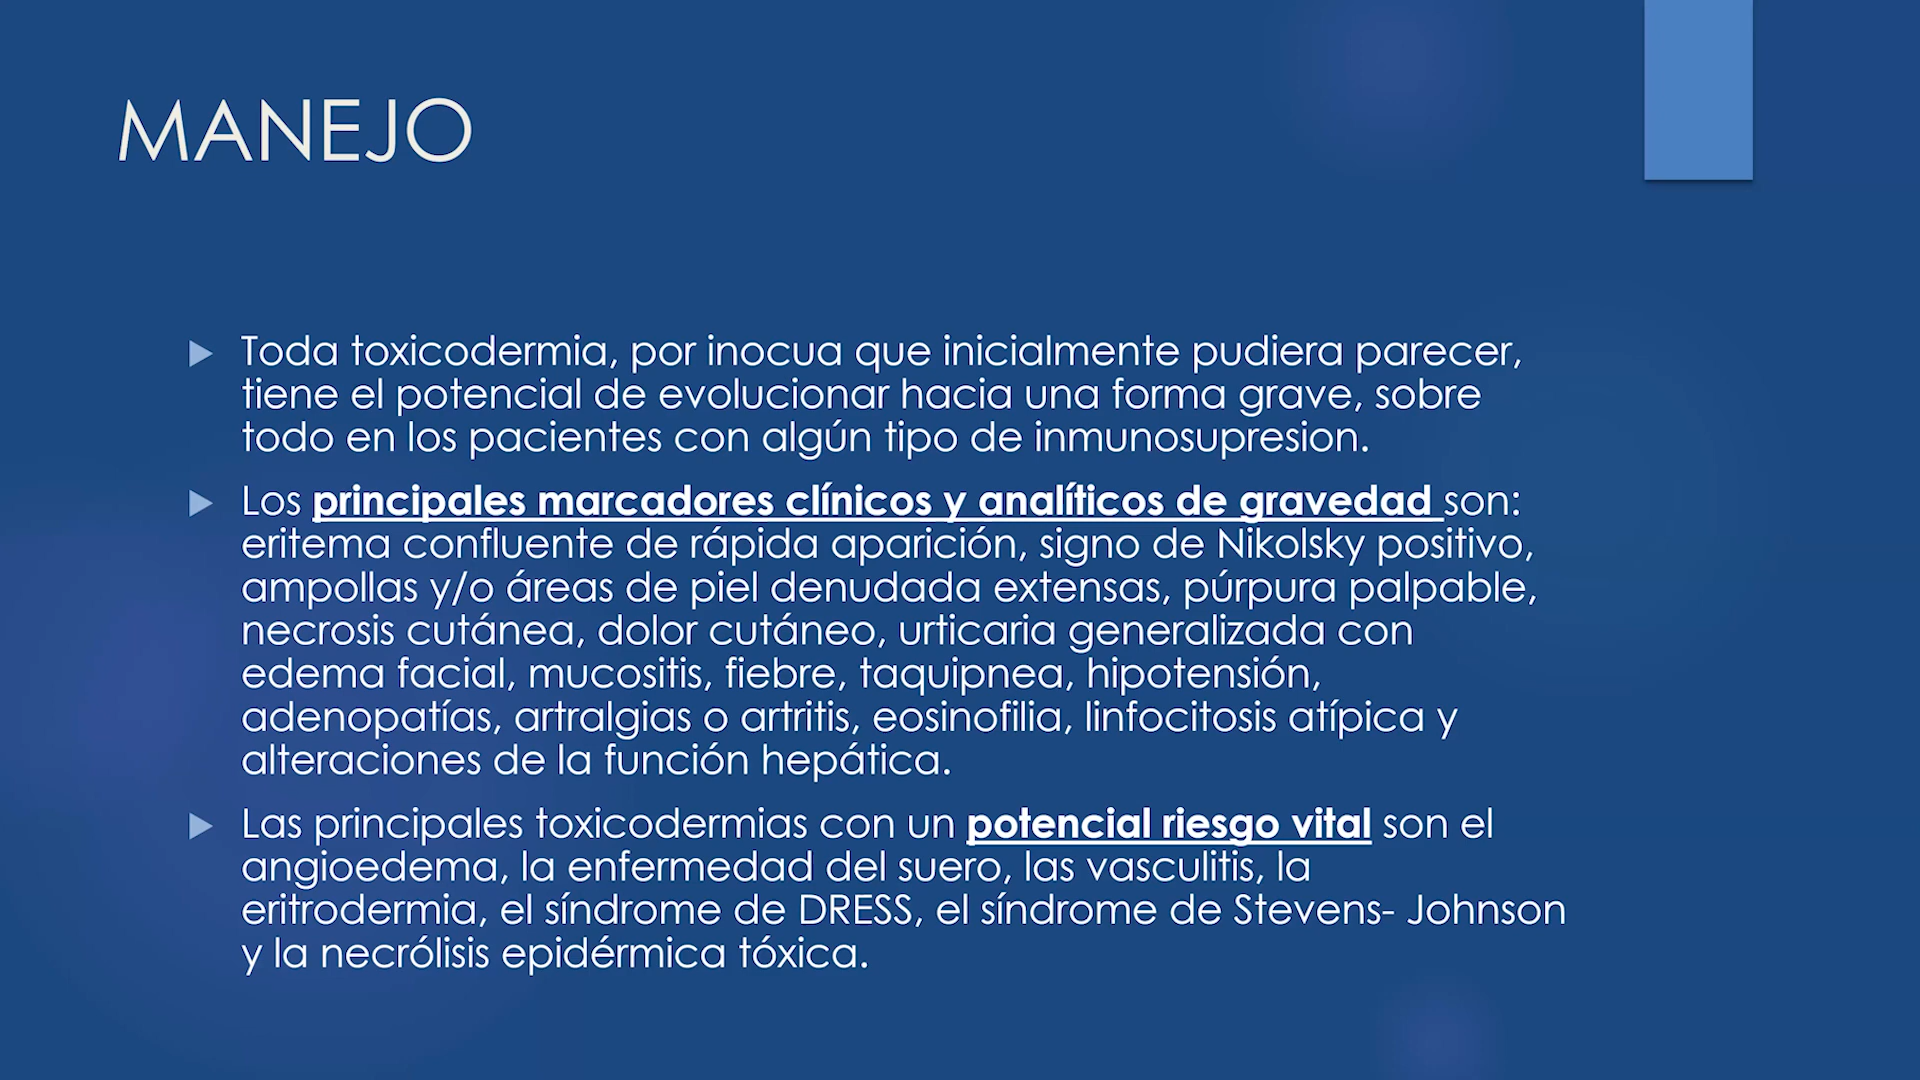 MANEJO
Toda toxicodermia, por inocua que inicialmente pudiera parecer,
tiene el potencial de evolucionar hacia una forma grave, sobre
todo en los pacientes con algún tipo de inmunosupresion.
Los principales marcadores clínicos y analíticos de gravedad son:
eritema confluente de rápida aparición, signo de Nikolsky positivo,
ampollas y/o áreas de piel denudada extensas, púrpura palpable,
necrosis cutánea, dolor cutáneo, urticaria generalizada con
edema facial, mucositis, fiebre, taquipnea, hipotensión,
adenopatías, artralgias o artritis, eosinofilia, linfocitosis atípica y
alteraciones de la función hepática.
Las principales toxicodermias con un potencial riesgo vital son el
angioedema, la enfermedad del suero, las vasculitis, la
eritrodermia, el síndrome de DRESS, el síndrome de Stevens- Johnson
y la necrólisis epidérmica tóxica.